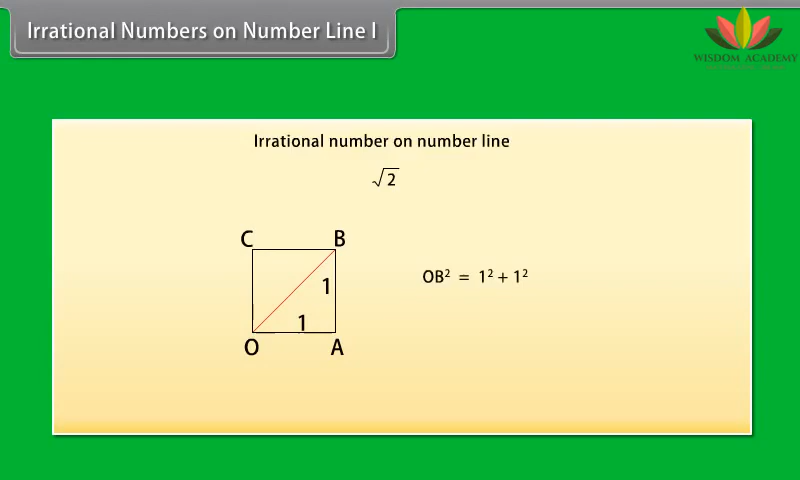 Irrational Numbers on Number Line I
WISDOM ACADEMY
Irrational number on number line
√2
C B
1
OB² = 1² + 1²
1
O A